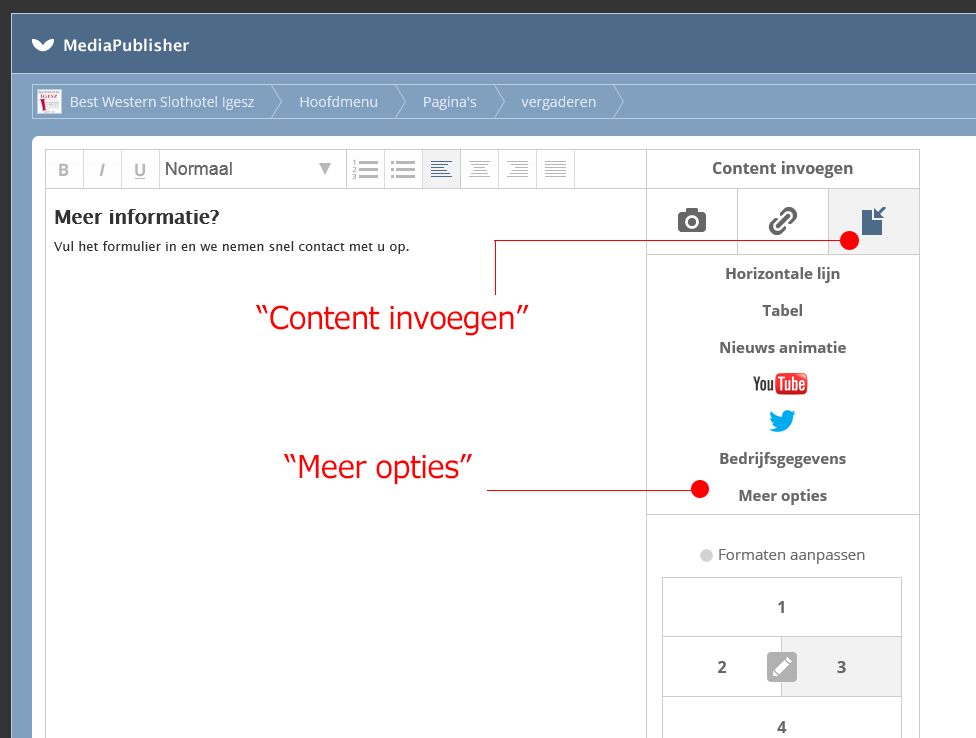 MediaPublisher
Best Western Slothotel Igesz Hoofdmenu Pagina's vergaderen
B I U Normaal
Content invoegen
Meer informatie?
Vul het formulier in en we nemen snel contact met u op.
Horizontale lijn
“Content invoegen”
Tabel
Nieuws animatie
YouTube
Bedrijfsgegevens
“Meer opties”
Meer opties
Formaten aanpassen
1
2 3
4